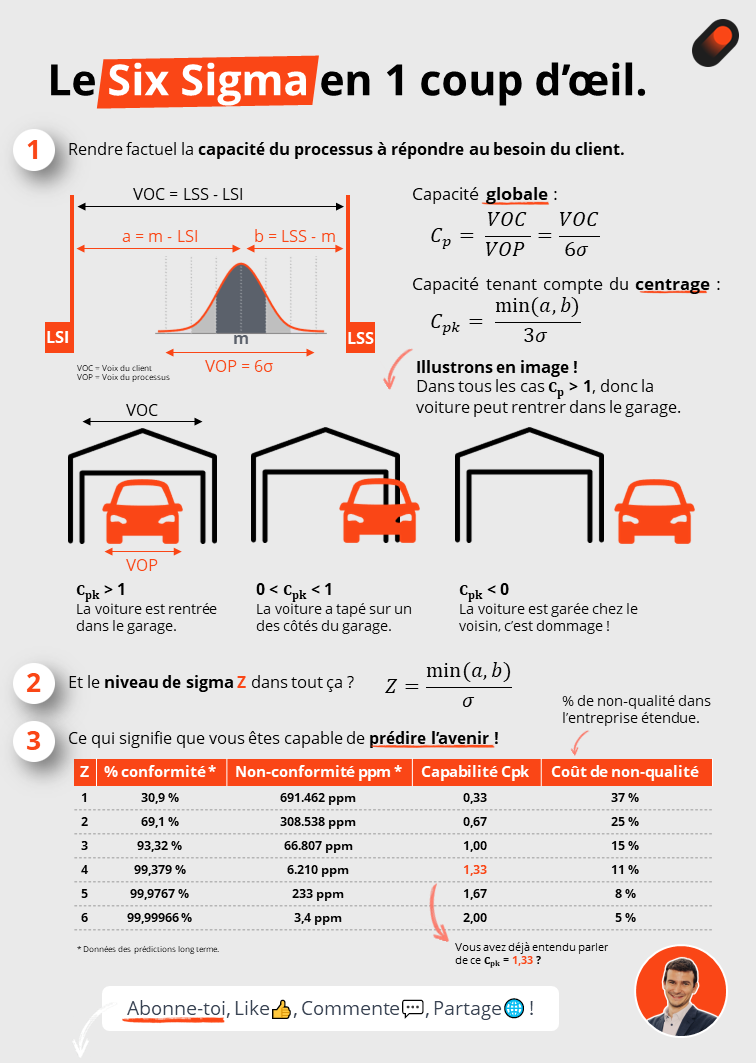 Le Six Sigma en 1 coup d’œil.
1
Rendre factuel la capacité du processus à répondre au besoin du client.
VOC = LSS - LSI
a = m - LSI
b = LSS - m
LSI
LSS
m
VOP = 6σ
VOC = Voix du client
VOP = Voix du processus
Capacité globale :
Cp = VOC/VOP = VOC/6σ
Capacité tenant compte du centrage :
Cpk = min(a, b)/3σ
Illustrons en image !
Dans tous les cas Cp > 1, donc la
voiture peut rentrer dans le garage.
VOC
VOP
Cpk > 1
La voiture est rentrée
dans le garage.
0 < Cpk < 1
La voiture a tapé sur un
des côtés du garage.
Cpk < 0
La voiture est garée chez le
voisin, c’est dommage !
2
Et le niveau de sigma Z dans tout ça ?
Z = min(a, b)/σ
% de non-qualité dans
l’entreprise étendue.
3
Ce qui signifie que vous êtes capable de prédire l’avenir !
Z % conformité * Non-conformité ppm * Capabilité Cpk Coût de non-qualité
1 30,9 % 691.462 ppm 0,33 37 %
2 69,1 % 308.538 ppm 0,67 25 %
3 93,32 % 66.807 ppm 1,00 15 %
4 99,379 % 6.210 ppm 1,33 11 %
5 99,9767 % 233 ppm 1,67 8 %
6 99,99966 % 3,4 ppm 2,00 5 %
* Données des prédictions long terme.
Vous avez déjà entendu parler
de ce Cpk = 1,33 ?
Abonne-toi, Like👍, Commente💬, Partage🌐 !